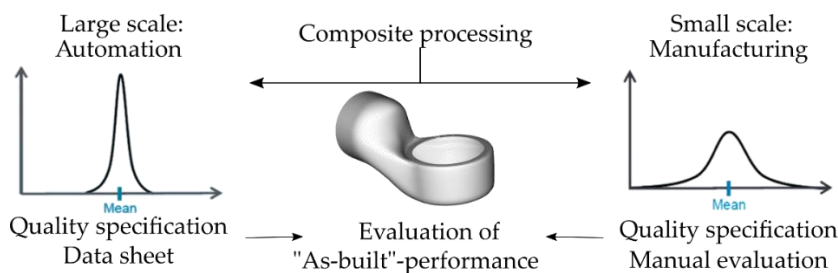 Large scale:
Automation
Composite processing
Small scale:
Manufacturing
Mean
Mean
Quality specification
Data sheet
Evaluation of
"As-built"-performance
Quality specification
Manual evaluation